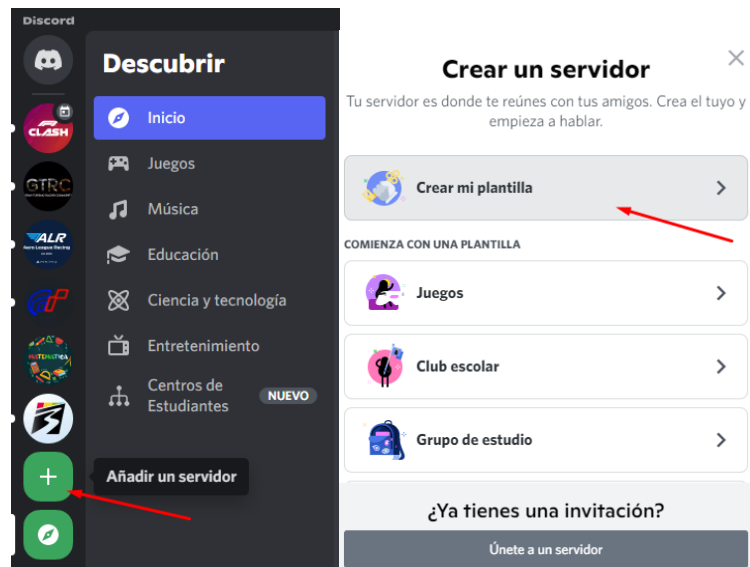 Discord
CLASH
GTRC
ALR
MATEMATICA
Descubrir
Inicio
Juegos
Música
Educación
Ciencia y tecnología
Entretenimiento
Centros de
Estudiantes
NUEVO
Añadir un servidor
Crear un servidor
Tu servidor es donde te reúnes con tus amigos. Crea el tuyo y
empieza a hablar.
Crear mi plantilla
COMIENZA CON UNA PLANTILLA
Juegos
Club escolar
Grupo de estudio
¿Ya tienes una invitación?
Únete a un servidor